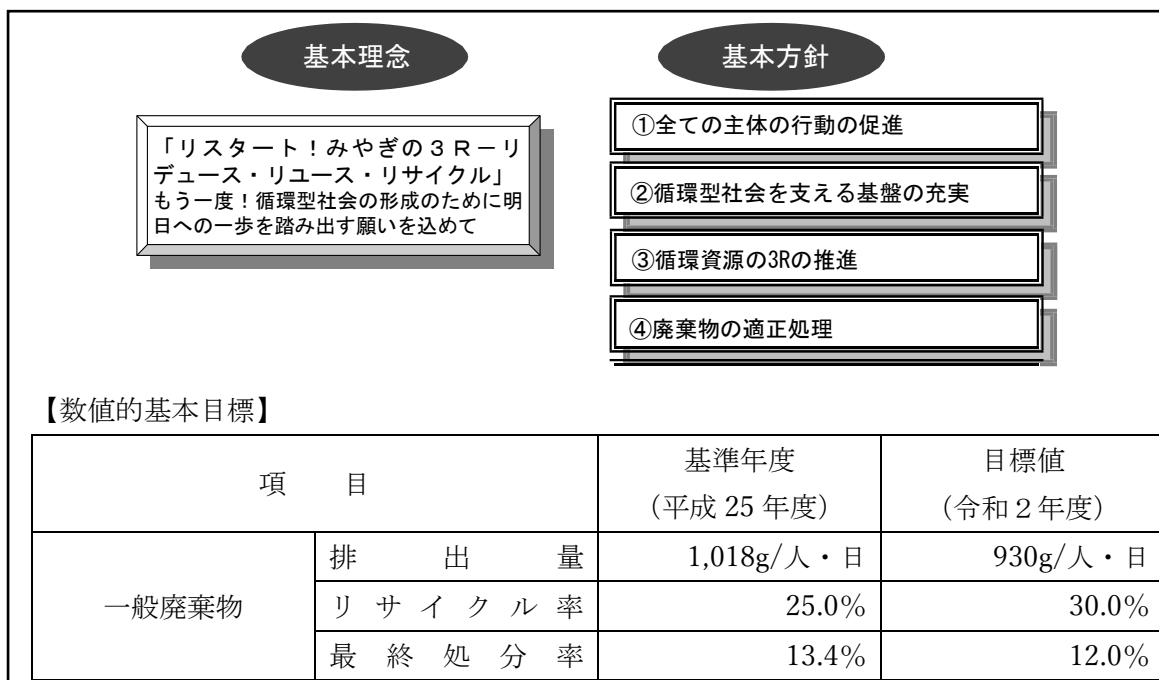 基本理念
基本方針
「リスタート！みやぎの３Ｒ－リ
デュース・リユース・リサイクル」
もう一度！循環型社会の形成のために明
日への一歩を踏み出す願いを込めて
①全ての主体の行動の促進
②循環型社会を支える基盤の充実
③循環資源の3Rの推進
④廃棄物の適正処理
【数値的基本目標】
項　目
基準年度
（平成 25 年度）
目標値
（令和２年度）
一般廃棄物
排出量 1,018g/人・日 930g/人・日
リサイクル率 25.0% 30.0%
最終処分率 13.4% 12.0%